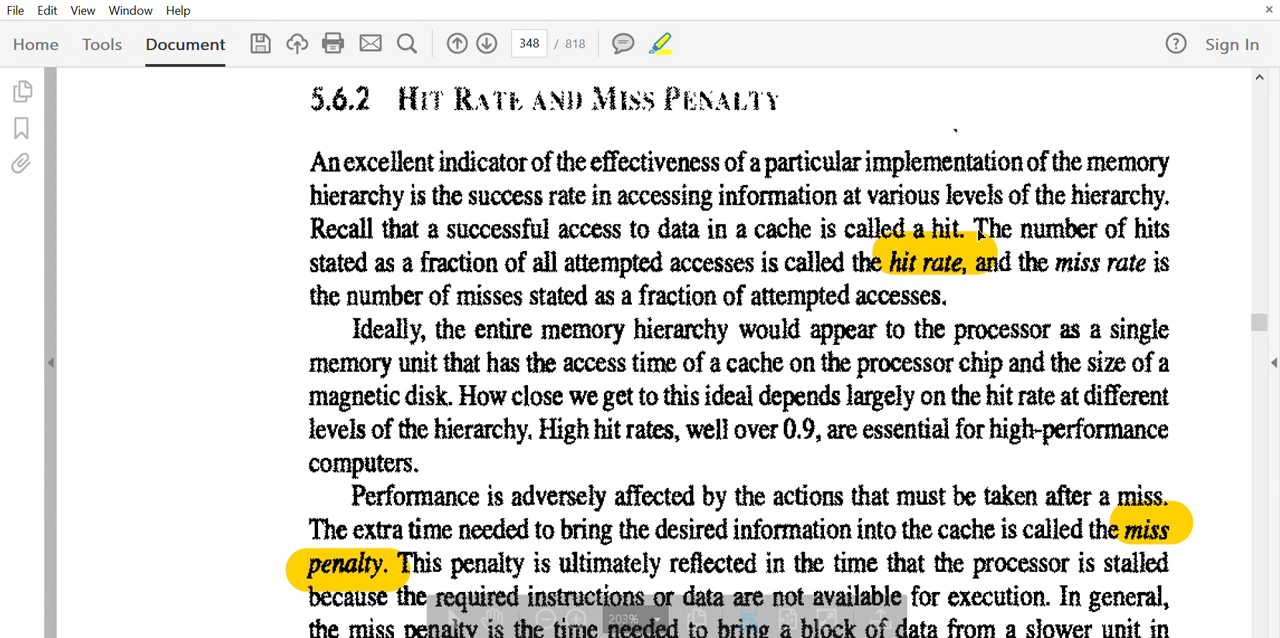 File Edit View Window Help
Home Tools Document 348 / 818 Sign In
5.6.2 HIT RATE AND MISS PENALTY
An excellent indicator of the effectiveness of a particular implementation of the memory
hierarchy is the success rate in accessing information at various levels of the hierarchy.
Recall that a successful access to data in a cache is called a hit. The number of hits
stated as a fraction of all attempted accesses is called the hit rate, and the miss rate is
the number of misses stated as a fraction of attempted accesses.
Ideally, the entire memory hierarchy would appear to the processor as a single
memory unit that has the access time of a cache on the processor chip and the size of a
magnetic disk. How close we get to this ideal depends largely on the hit rate at different
levels of the hierarchy. High hit rates, well over 0.9, are essential for high-performance
computers.
Performance is adversely affected by the actions that must be taken after a miss.
The extra time needed to bring the desired information into the cache is called the miss
penalty. This penalty is ultimately reflected in the time that the processor is stalled
because the required instructions or data are not available for execution. In general,
203%
the miss penalty is the time needed to bring a block of data from a slower unit in